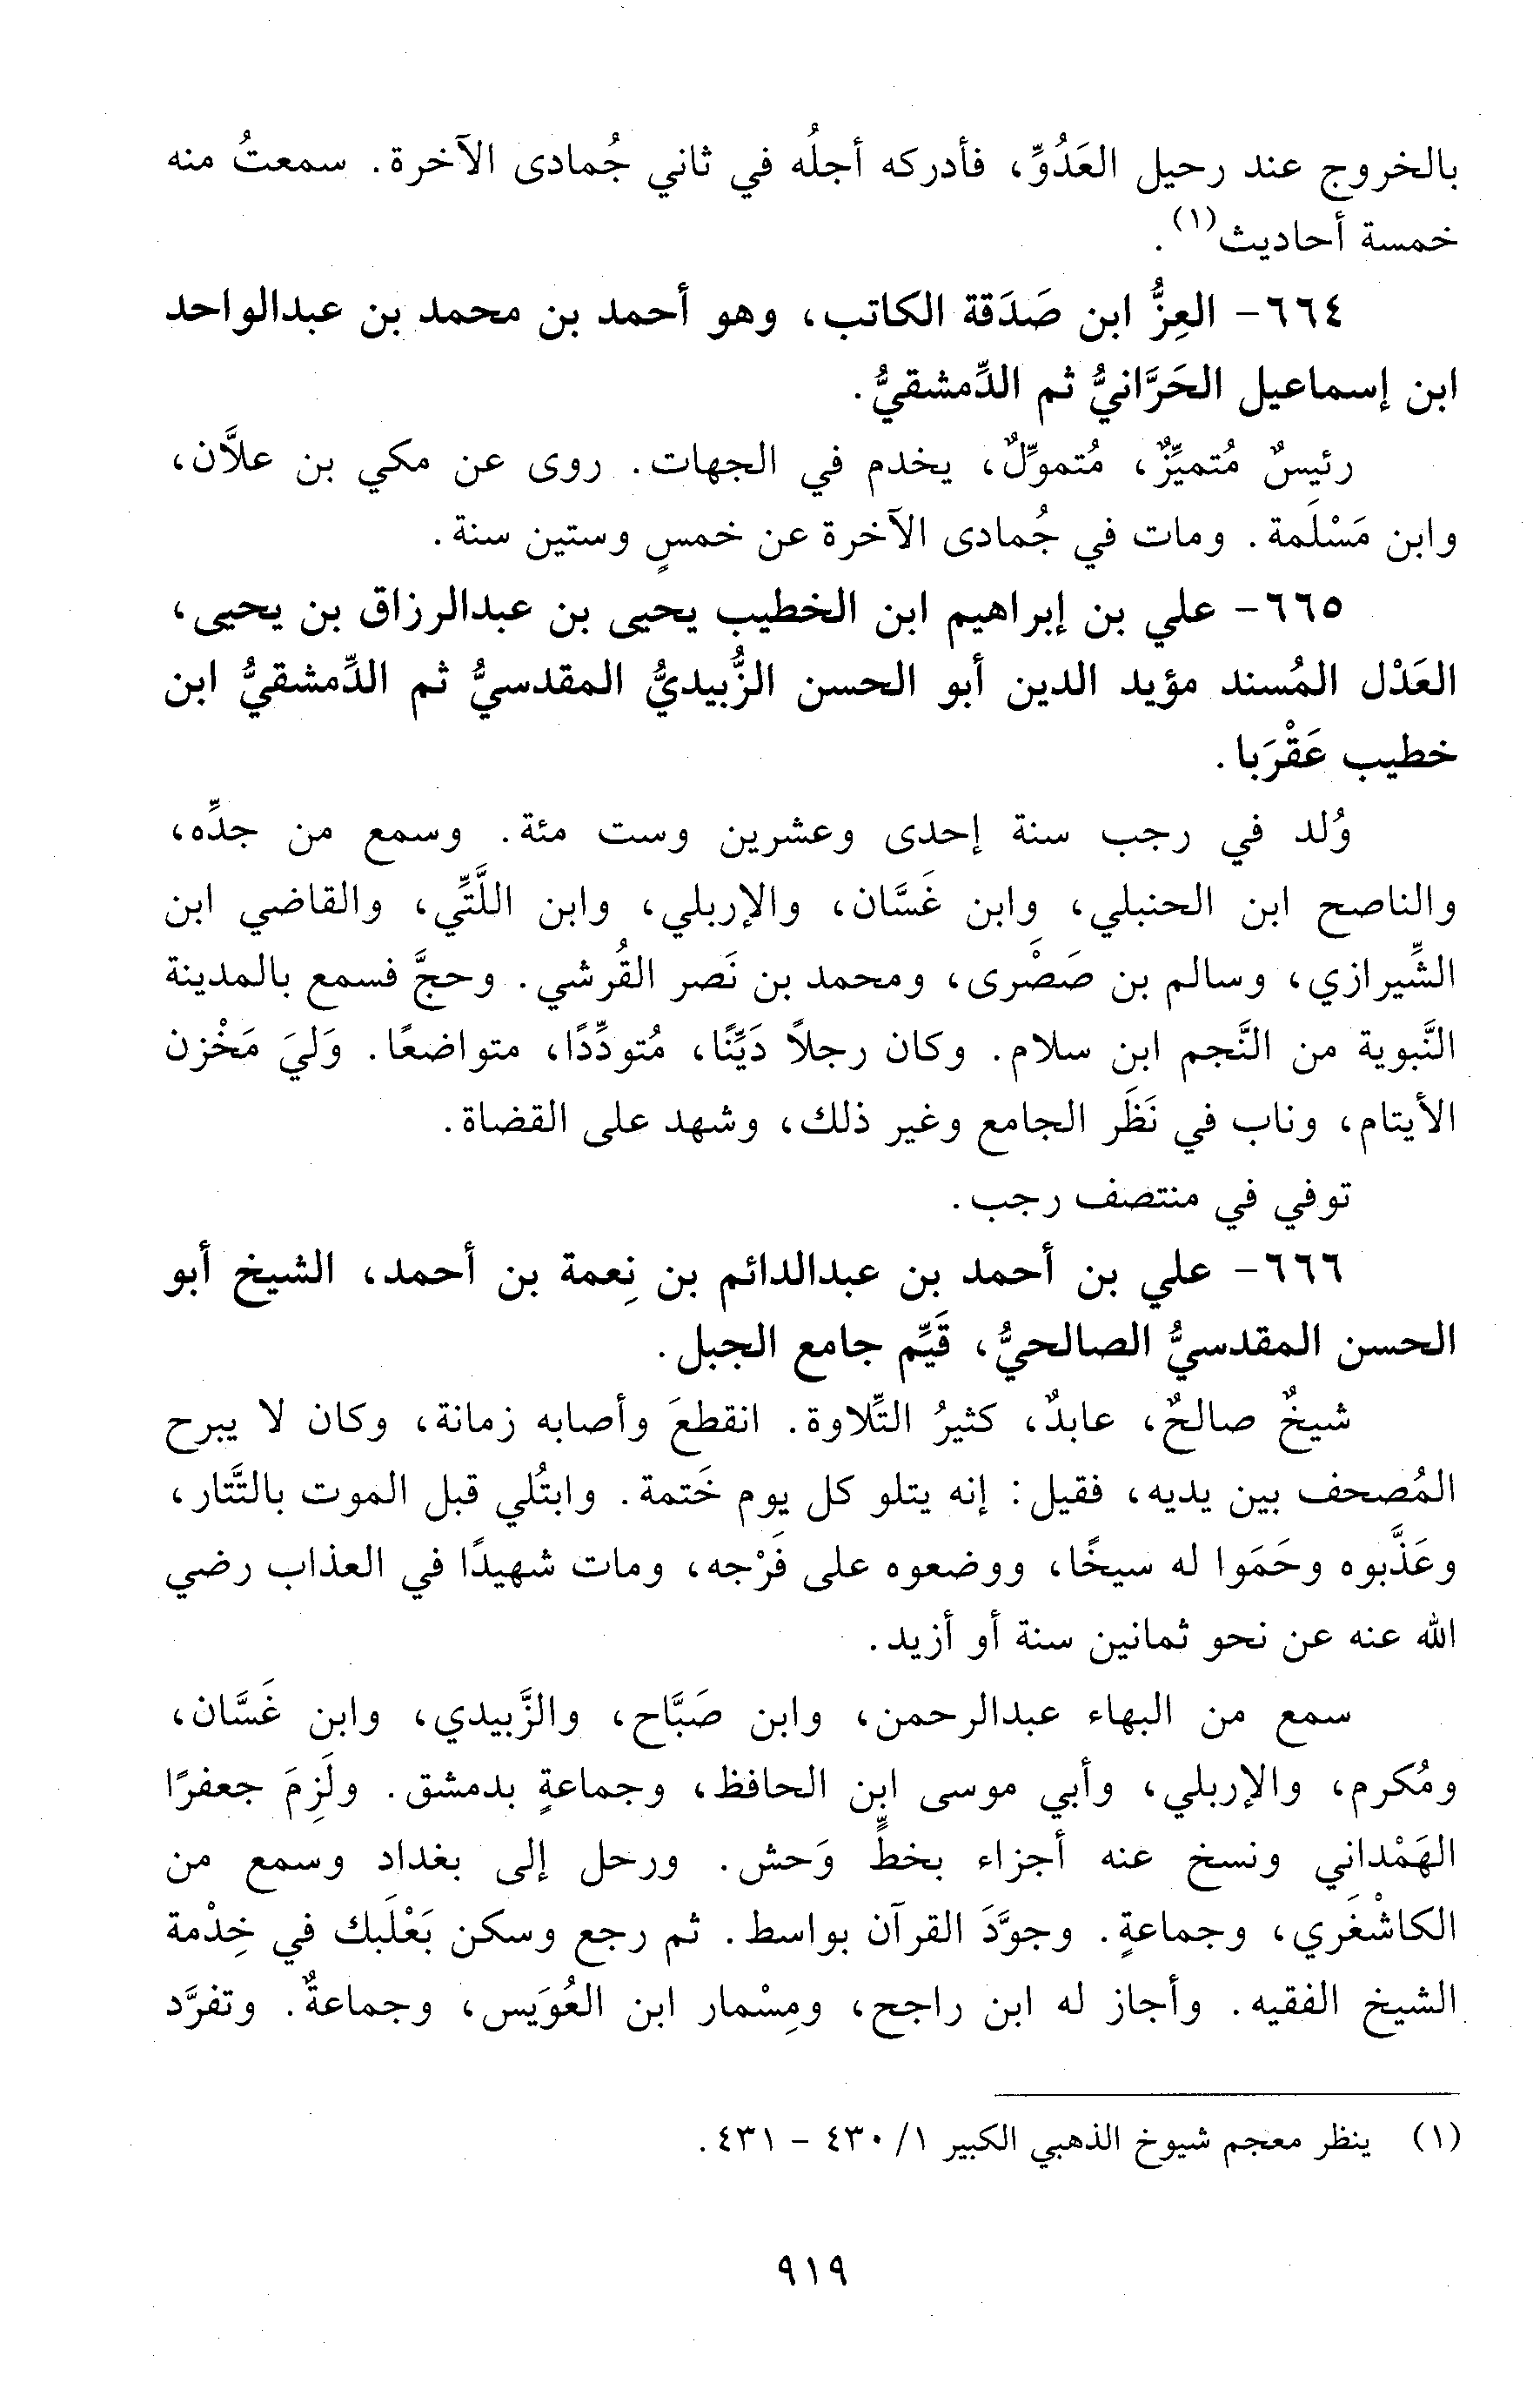 بالخروج عند رحيل العَدُوِّ، فأدركه أجلُه في ثاني جُمادى الآخرة. سمعتُ منه
خمسة أحاديث(١).
٦٦٤- العِزُّ ابن صَدَقة الكاتب، وهو أحمد بن محمد بن عبدالواحد
ابن إسماعيل الحَرَّانيُّ ثم الدِّمشقيُّ.
رئيسٌ مُتميِّزٌ، مُتموِّلٌ، يخدم في الجهات. روى عن مكي بن علاَّن،
وابن مَسْلَمة. ومات في جُمادى الآخرة عن خمسٍ وستين سنة.
٦٦٥- علي بن إبراهيم ابن الخطيب يحيى بن عبدالرزاق بن يحيى،
العَدْل المُسند مؤيد الدين أبو الحسن الزُّبيديُّ المقدسيُّ ثم الدِّمشقيُّ ابن
خطيب عَقْرَبا.
وُلد في رجب سنة إحدى وعشرين وست مئة. وسمع من جدِّه،
والناصح ابن الحنبلي، وابن غَسَّان، والإربلي، وابن اللَّتِّي، والقاضي ابن
الشِّيرازي، وسالم بن صَصْرى، ومحمد بن نَصر القُرشي. وحجَّ فسمع بالمدينة
النَّبوية من النَّجم ابن سلام. وكان رجلاً دَيِّنًا، مُتودِّدًا، متواضعًا. وَليَ مَخْزن
الأيتام، وناب في نَظَر الجامع وغير ذلك، وشهد على القضاة.
توفي في منتصف رجب.
٦٦٦- علي بن أحمد بن عبدالدائم بن نِعمة بن أحمد، الشيخ أبو
الحسن المقدسيُّ الصالحيُّ، قَيِّم جامع الجبل.
شيخٌ صالحٌ، عابدٌ، كثيرُ التِّلاوة. انقطعَ وأصابه زمانة، وكان لا يبرح
المُصحف بين يديه، فقيل: إنه يتلو كل يوم خَتمة. وابتُلي قبل الموت بالتَّتار،
وعَذَّبوه وحَمَوا له سيخًا، ووضعوه على فَرْجه، ومات شهيدًا في العذاب رضي
الله عنه عن نحو ثمانين سنة أو أزيد.
سمع من البهاء عبدالرحمن، وابن صَبَّاح، والزَّبيدي، وابن غَسَّان،
ومُكرم، والإربلي، وأبي موسى ابن الحافظ، وجماعةٍ بدمشق. ولَزِمَ جعفرًا
الهَمْداني ونسخ عنه أجزاء بخطٍّ وَحش. ورحل إلى بغداد وسمع من
الكاشْغَري، وجماعةٍ. وجوَّدَ القرآن بواسط. ثم رجع وسكن بَعْلَبك في خِدْمة
الشيخ الفقيه. وأجاز له ابن راجح، ومِسْمار ابن العُوَيس، وجماعةٌ. وتفرَّد
(١) ينظر معجم شيوخ الذهبي الكبير ١/ ٤٣٠ - ٤٣١.
٩١٩